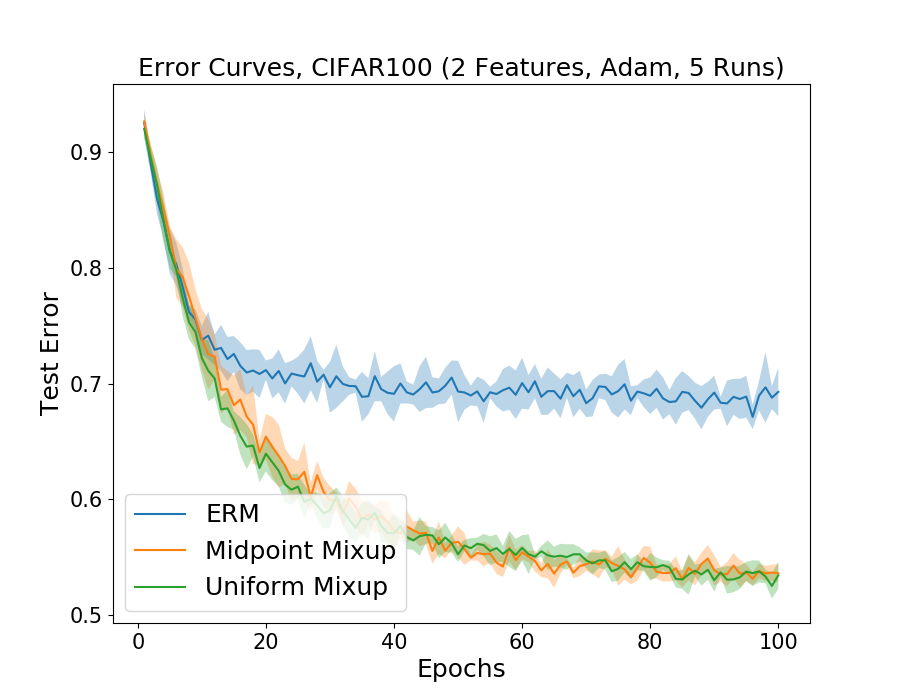 Error Curves, CIFAR100 (2 Features, Adam, 5 Runs)
Test Error
0.9
0.8
0.7
0.6
0.5
ERM
Midpoint Mixup
Uniform Mixup
0 20 40 60 80 100
Epochs